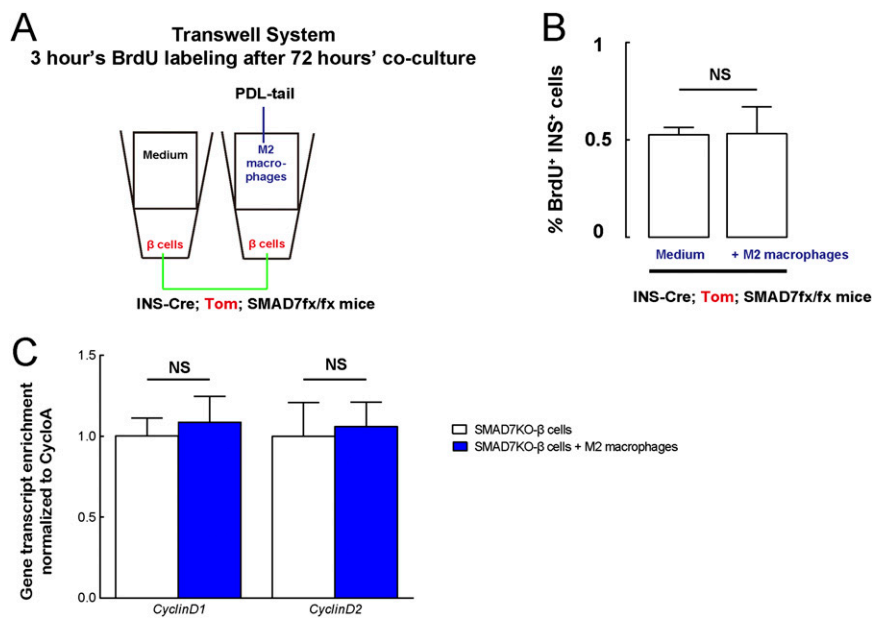 A
Transwell System
3 hour's BrdU labeling after 72 hours' co-culture
PDL-tail
Medium
M2
macro-
phages
β cells
β cells
INS-Cre; Tom; SMAD7fx/fx mice
B
% BrdU⁺ INS⁺ cells
1
0.5
0
NS
Medium
+ M2 macrophages
INS-Cre; Tom; SMAD7fx/fx mice
C
Gene transcript enrichment
normalized to CycloA
1.5
1.0
0.5
0.0
NS
NS
CyclinD1
CyclinD2
SMAD7KO-β cells
SMAD7KO-β cells + M2 macrophages